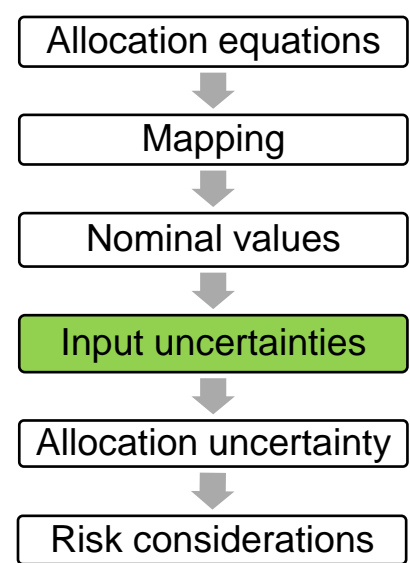 Allocation equations
Mapping
Nominal values
Input uncertainties
Allocation uncertainty
Risk considerations